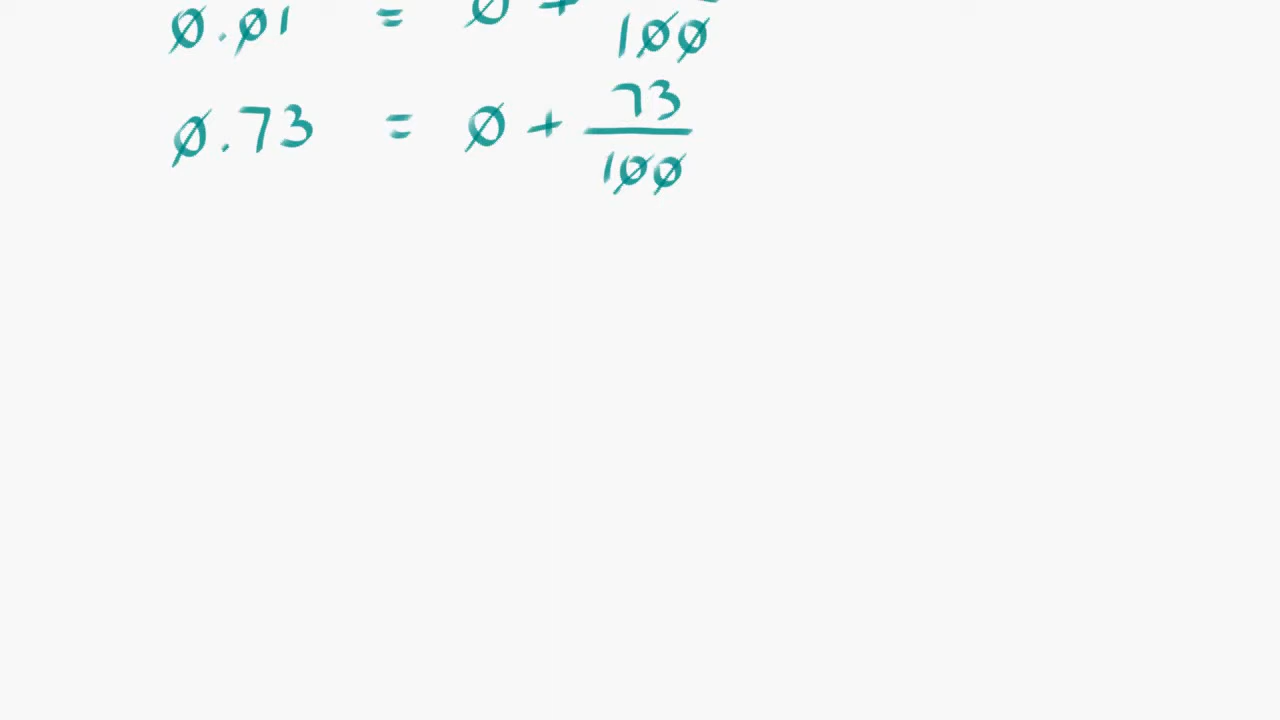 0.01 = 0 + /100
0.73 = 0 + 73/100